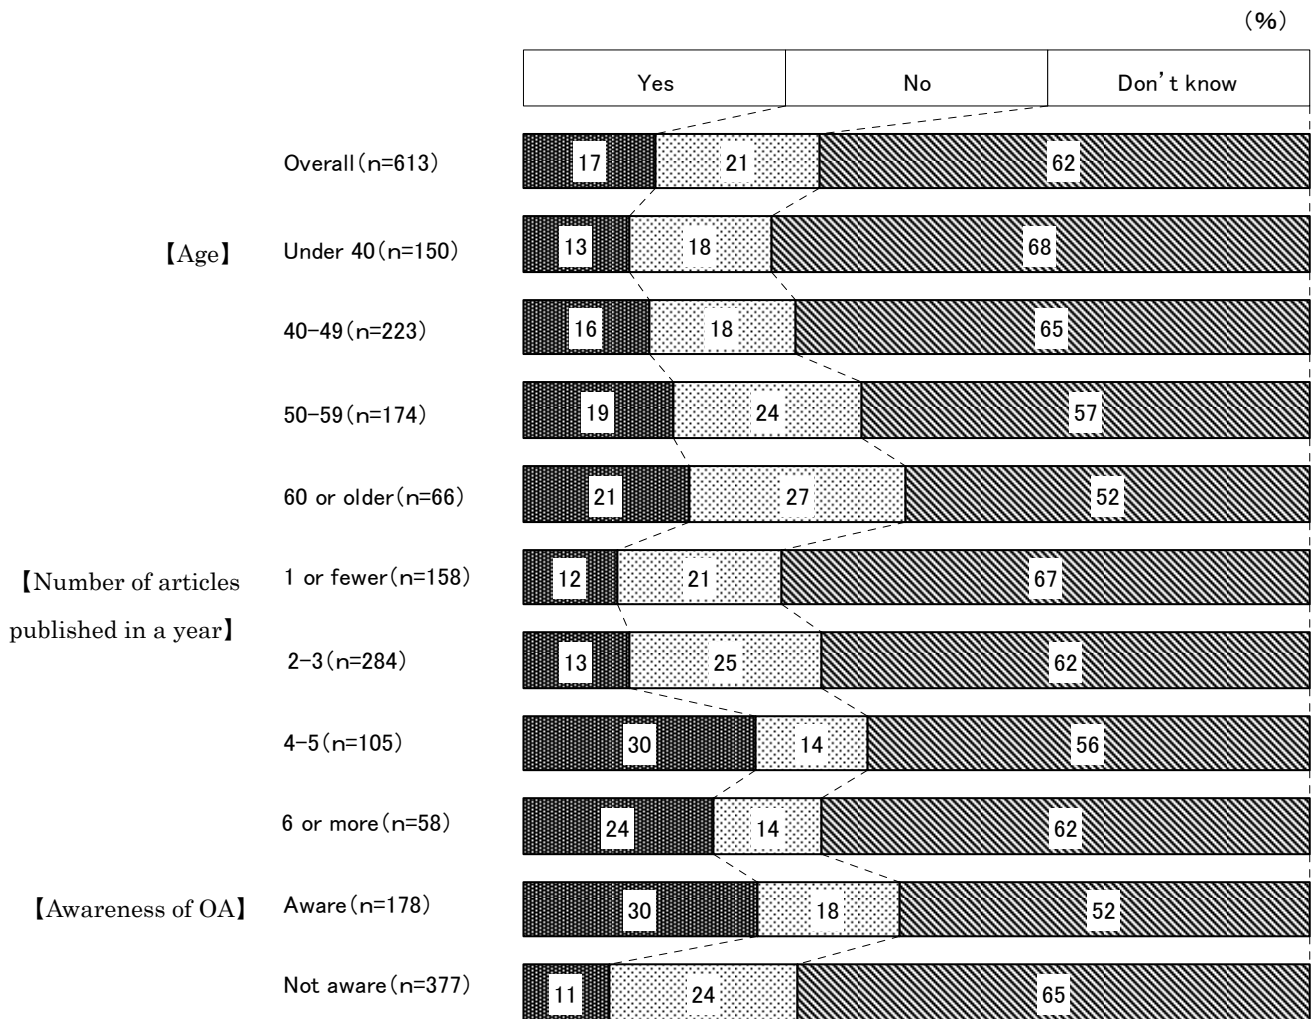 (%)
Yes No Don't know
Overall(n=613) 17 21 62
【Age】 Under 40(n=150) 13 18 68
40-49(n=223) 16 18 65
50-59(n=174) 19 24 57
60 or older(n=66) 21 27 52
【Number of articles
published in a year】
1 or fewer(n=158) 12 21 67
2-3(n=284) 13 25 62
4-5(n=105) 30 14 56
6 or more(n=58) 24 14 62
【Awareness of OA】 Aware(n=178) 30 18 52
Not aware(n=377) 11 24 65